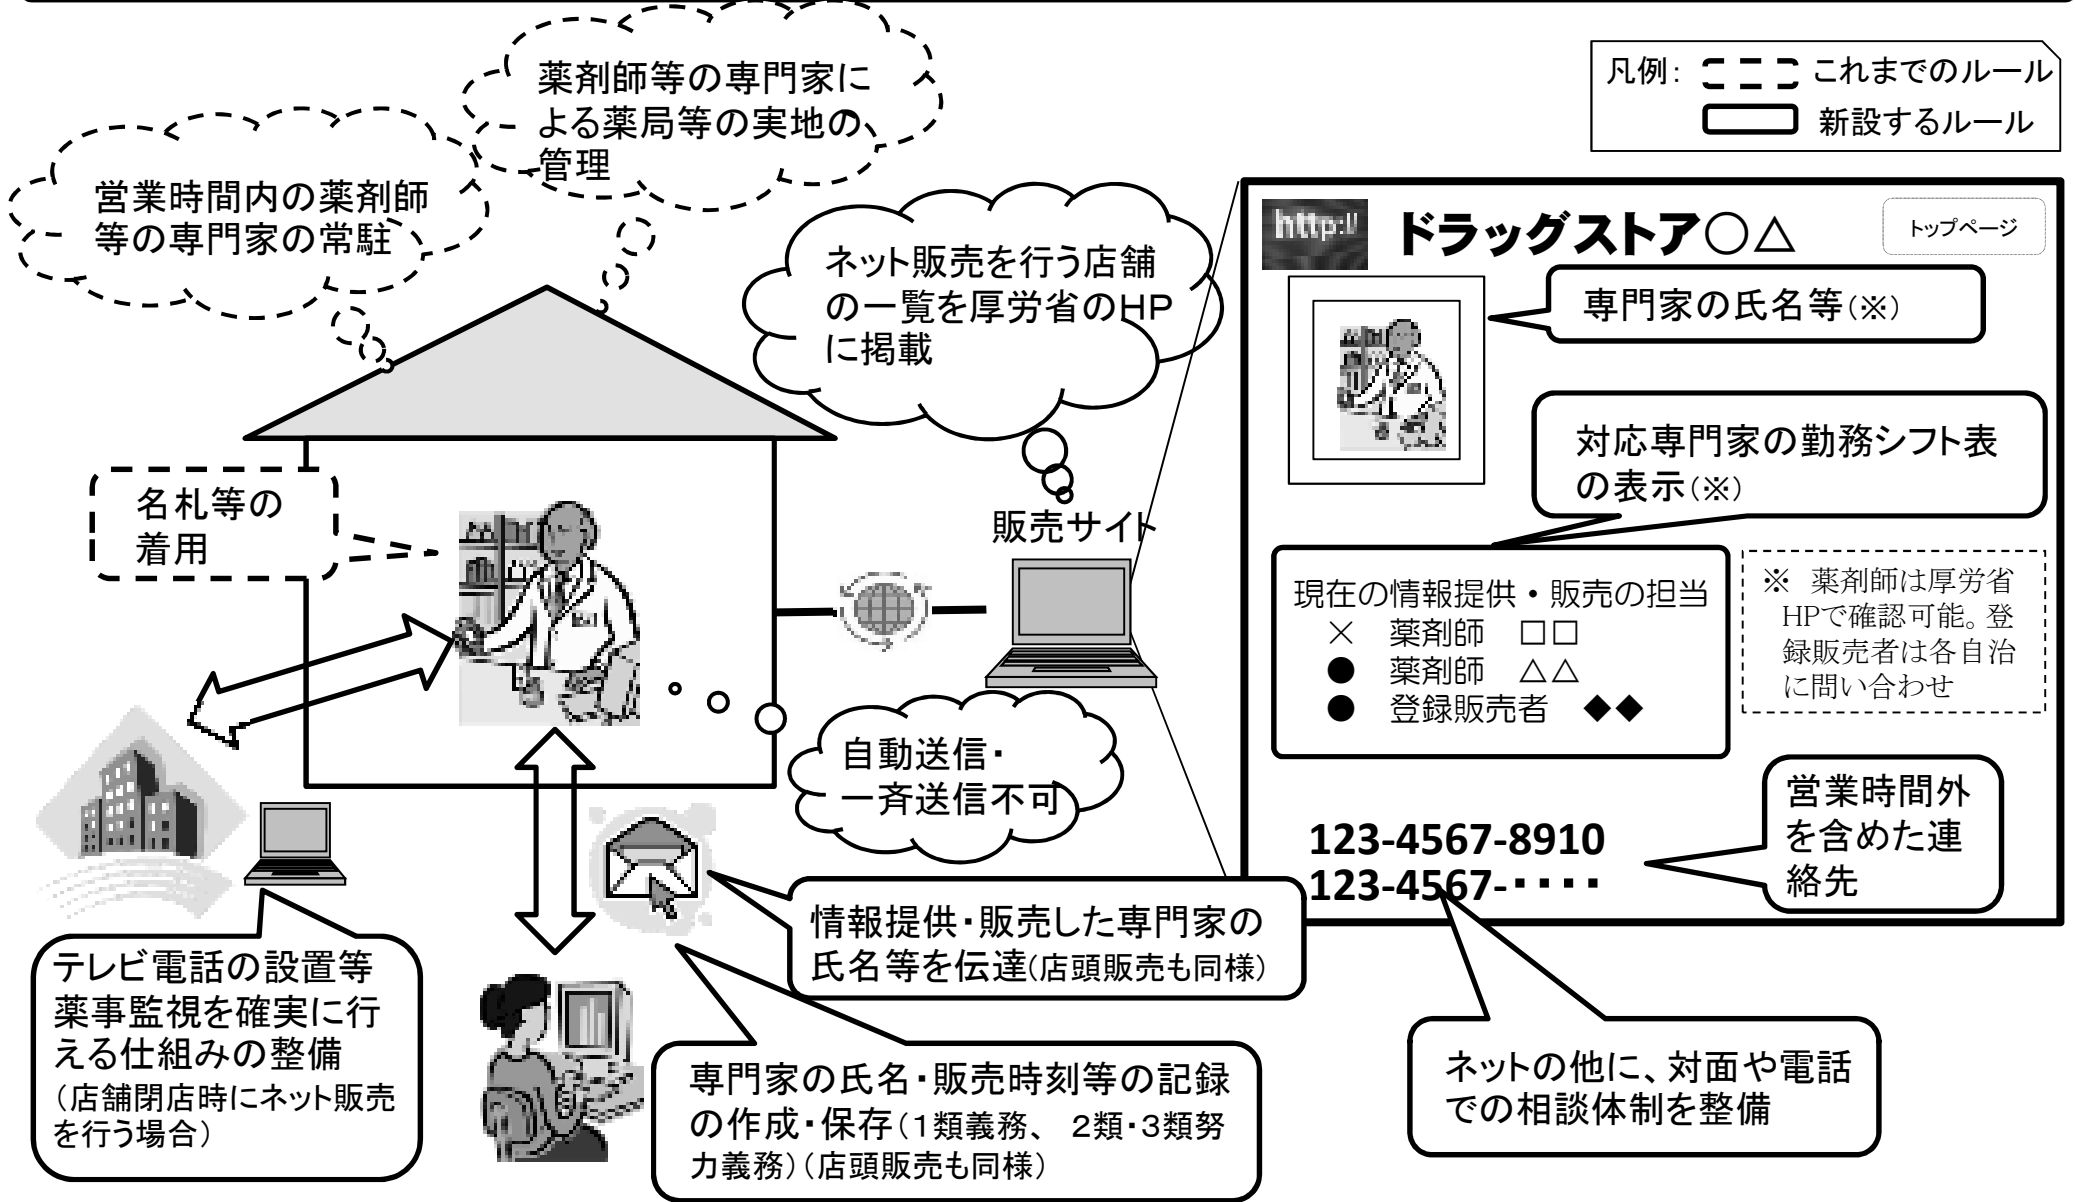 薬剤師等の専門家に
よる薬局等の実地の
管理
凡例： これまでのルール
新設するルール
営業時間内の薬剤師
等の専門家の常駐
ネット販売を行う店舗
の一覧を厚労省のHP
に掲載
http://
ドラッグストア○△
トップページ
専門家の氏名等（※）
対応専門家の勤務シフト表
の表示（※）
名札等の
着用
販売サイト
現在の情報提供・販売の担当
×　薬剤師　□□
●　薬剤師　△△
●　登録販売者　◆◆
※　薬剤師は厚労省
HPで確認可能。登
録販売者は各自治
に問い合わせ
自動送信・
一斉送信不可
営業時間外
を含めた連
絡先
123-4567-8910
123-4567-・・・・
情報提供・販売した専門家の
氏名等を伝達（店頭販売も同様）
テレビ電話の設置等
薬事監視を確実に行
える仕組みの整備
（店舗閉店時にネット販売
を行う場合）
専門家の氏名・販売時刻等の記録
の作成・保存（1類義務、 2類・3類努
力義務）（店頭販売も同様）
ネットの他に、対面や電話
での相談体制を整備